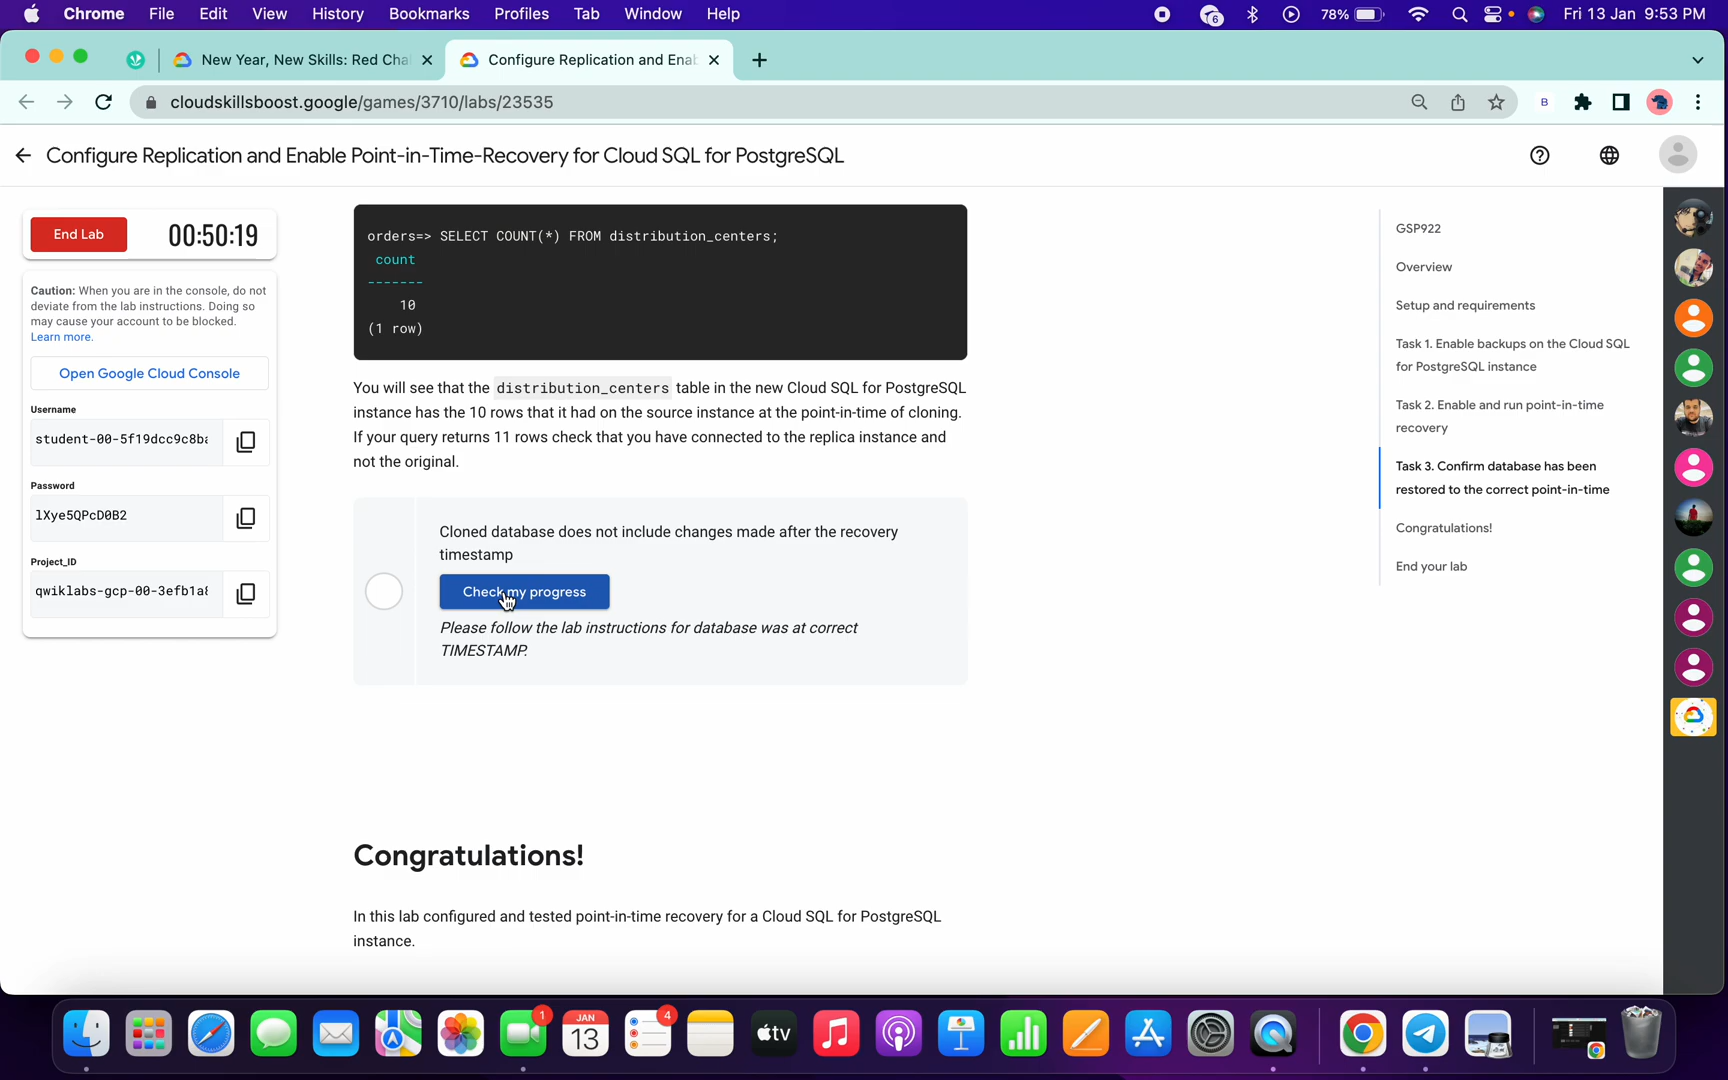 Chrome File Edit View History Bookmarks Profiles Tab Window Help 6 78% Fri 13 Jan 9:53 PM
New Year, New Skills: Red Cha
Configure Replication and Enab
cloudskillsboost.google/games/3710/labs/23535
B
Configure Replication and Enable Point-in-Time-Recovery for Cloud SQL for PostgreSQL
End Lab
00:50:19
Caution: When you are in the console, do not
deviate from the lab instructions. Doing so
may cause your account to be blocked.
Learn more.
Open Google Cloud Console
Username
student-00-5f19dcc9c8ba
Password
lXye5QPcD0B2
Project_ID
qwiklabs-gcp-00-3efb1a8
orders=> SELECT COUNT(*) FROM distribution_centers;
count
-------
10
(1 row)
You will see that the distribution_centers table in the new Cloud SQL for PostgreSQL
instance has the 10 rows that it had on the source instance at the point-in-time of cloning.
If your query returns 11 rows check that you have connected to the replica instance and
not the original.
Cloned database does not include changes made after the recovery
timestamp
Check my progress
Please follow the lab instructions for database was at correct
TIMESTAMP.
Congratulations!
In this lab configured and tested point-in-time recovery for a Cloud SQL for PostgreSQL
instance.
GSP922
Overview
Setup and requirements
Task 1. Enable backups on the Cloud SQL
for PostgreSQL instance
Task 2. Enable and run point-in-time
recovery
Task 3. Confirm database has been
restored to the correct point-in-time
Congratulations!
End your lab
1
JAN
13
4
tv